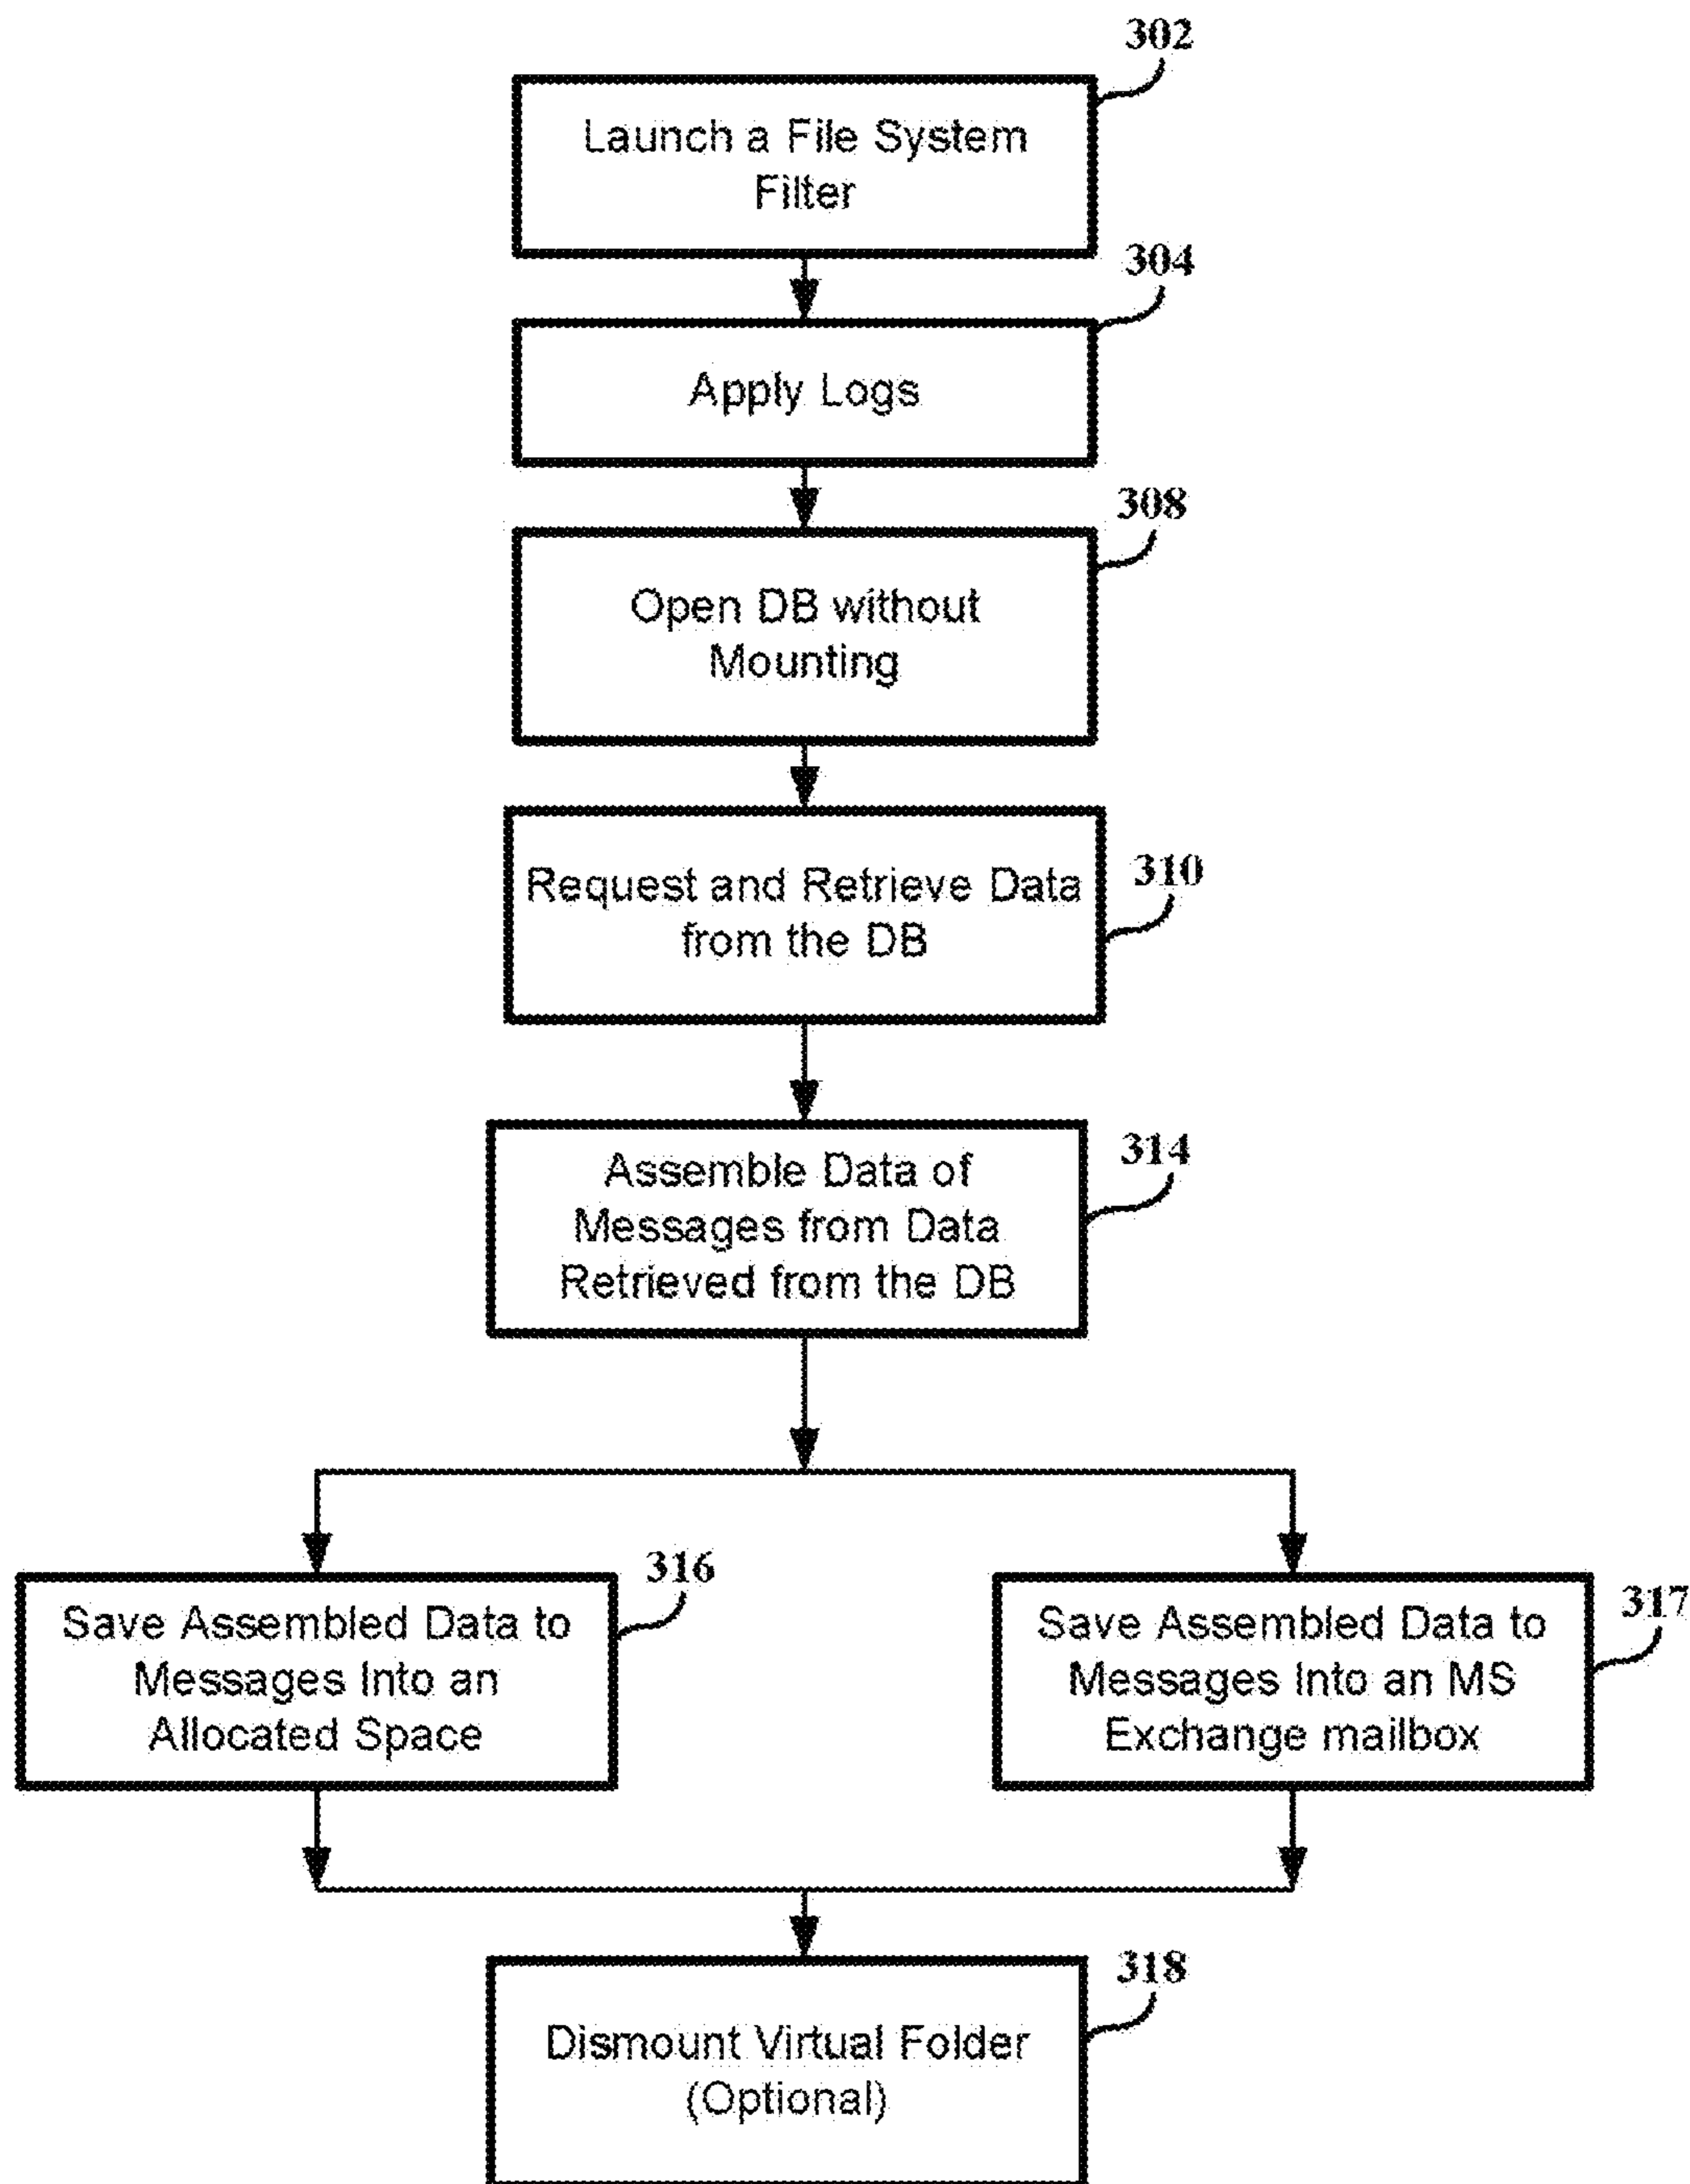 302
Launch a File System
Filter
304
Apply Logs
308
Open DB without
Mounting
310
Request and Retrieve Data
from the DB
314
Assemble Data of
Messages from Data
Retrieved from the DB
316
Save Assembled Data to
Messages Into an
Allocated Space
317
Save Assembled Data to
Messages Into an MS
Exchange mailbox
318
Dismount Virtual Folder
(Optional)